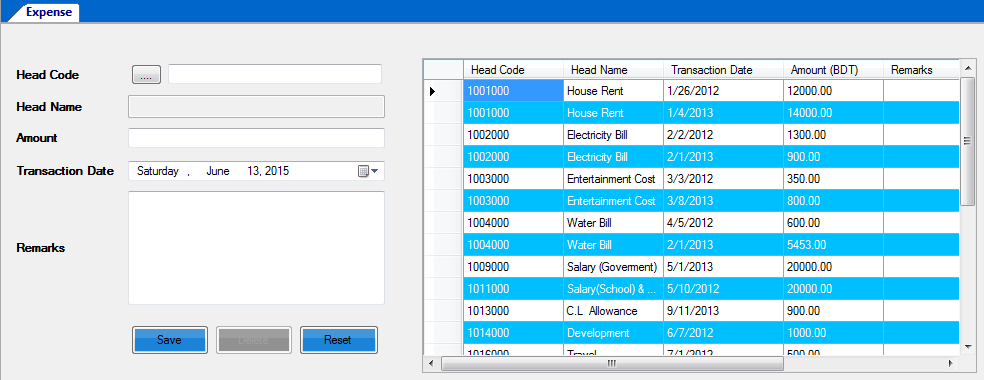 Expense
Head Code .... 
Head Name
Amount
Transaction Date Saturday , June 13, 2015
Remarks
Save Delete Reset
Head Code Head Name Transaction Date Amount (BDT) Remarks
1001000 House Rent 1/26/2012 12000.00
1001000 House Rent 1/4/2013 14000.00
1002000 Electricity Bill 2/2/2012 1300.00
1002000 Electricity Bill 2/1/2013 900.00
1003000 Entertainment Cost 3/3/2012 350.00
1003000 Entertainment Cost 3/8/2013 800.00
1004000 Water Bill 4/5/2012 600.00
1004000 Water Bill 2/1/2013 5453.00
1009000 Salary (Goverment) 5/1/2013 20000.00
1011000 Salary(School) & ... 5/10/2012 20000.00
1013000 C.L. Allowance 9/11/2013 900.00
1014000 Development 6/7/2012 1000.00
1016000 Travel 7/1/2012 500.00